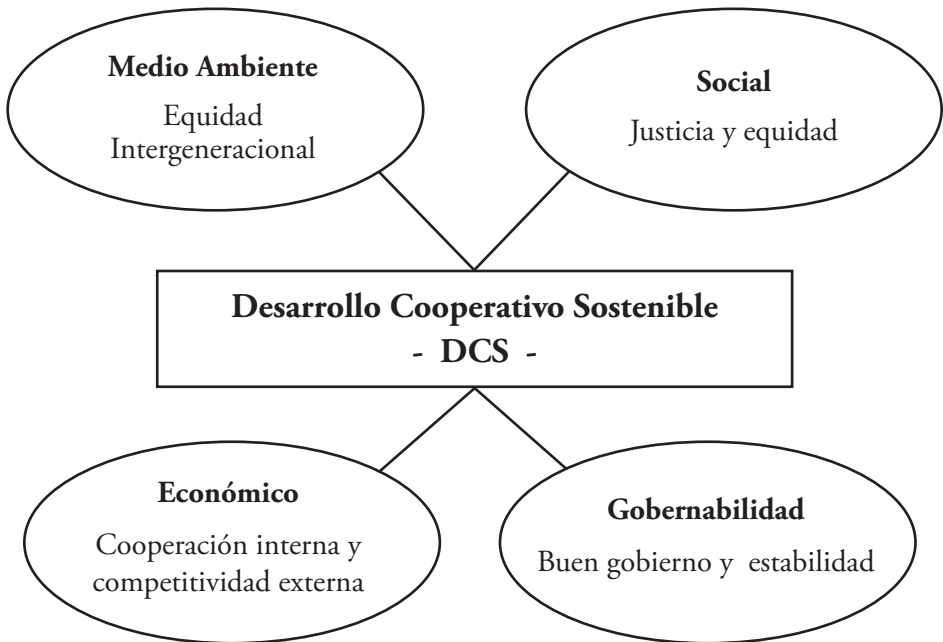 Medio Ambiente
Equidad
Intergeneracional
Social
Justicia y equidad
Desarrollo Cooperativo Sostenible
- DCS -
Económico
Cooperación interna y
competitividad externa
Gobernabilidad
Buen gobierno y estabilidad